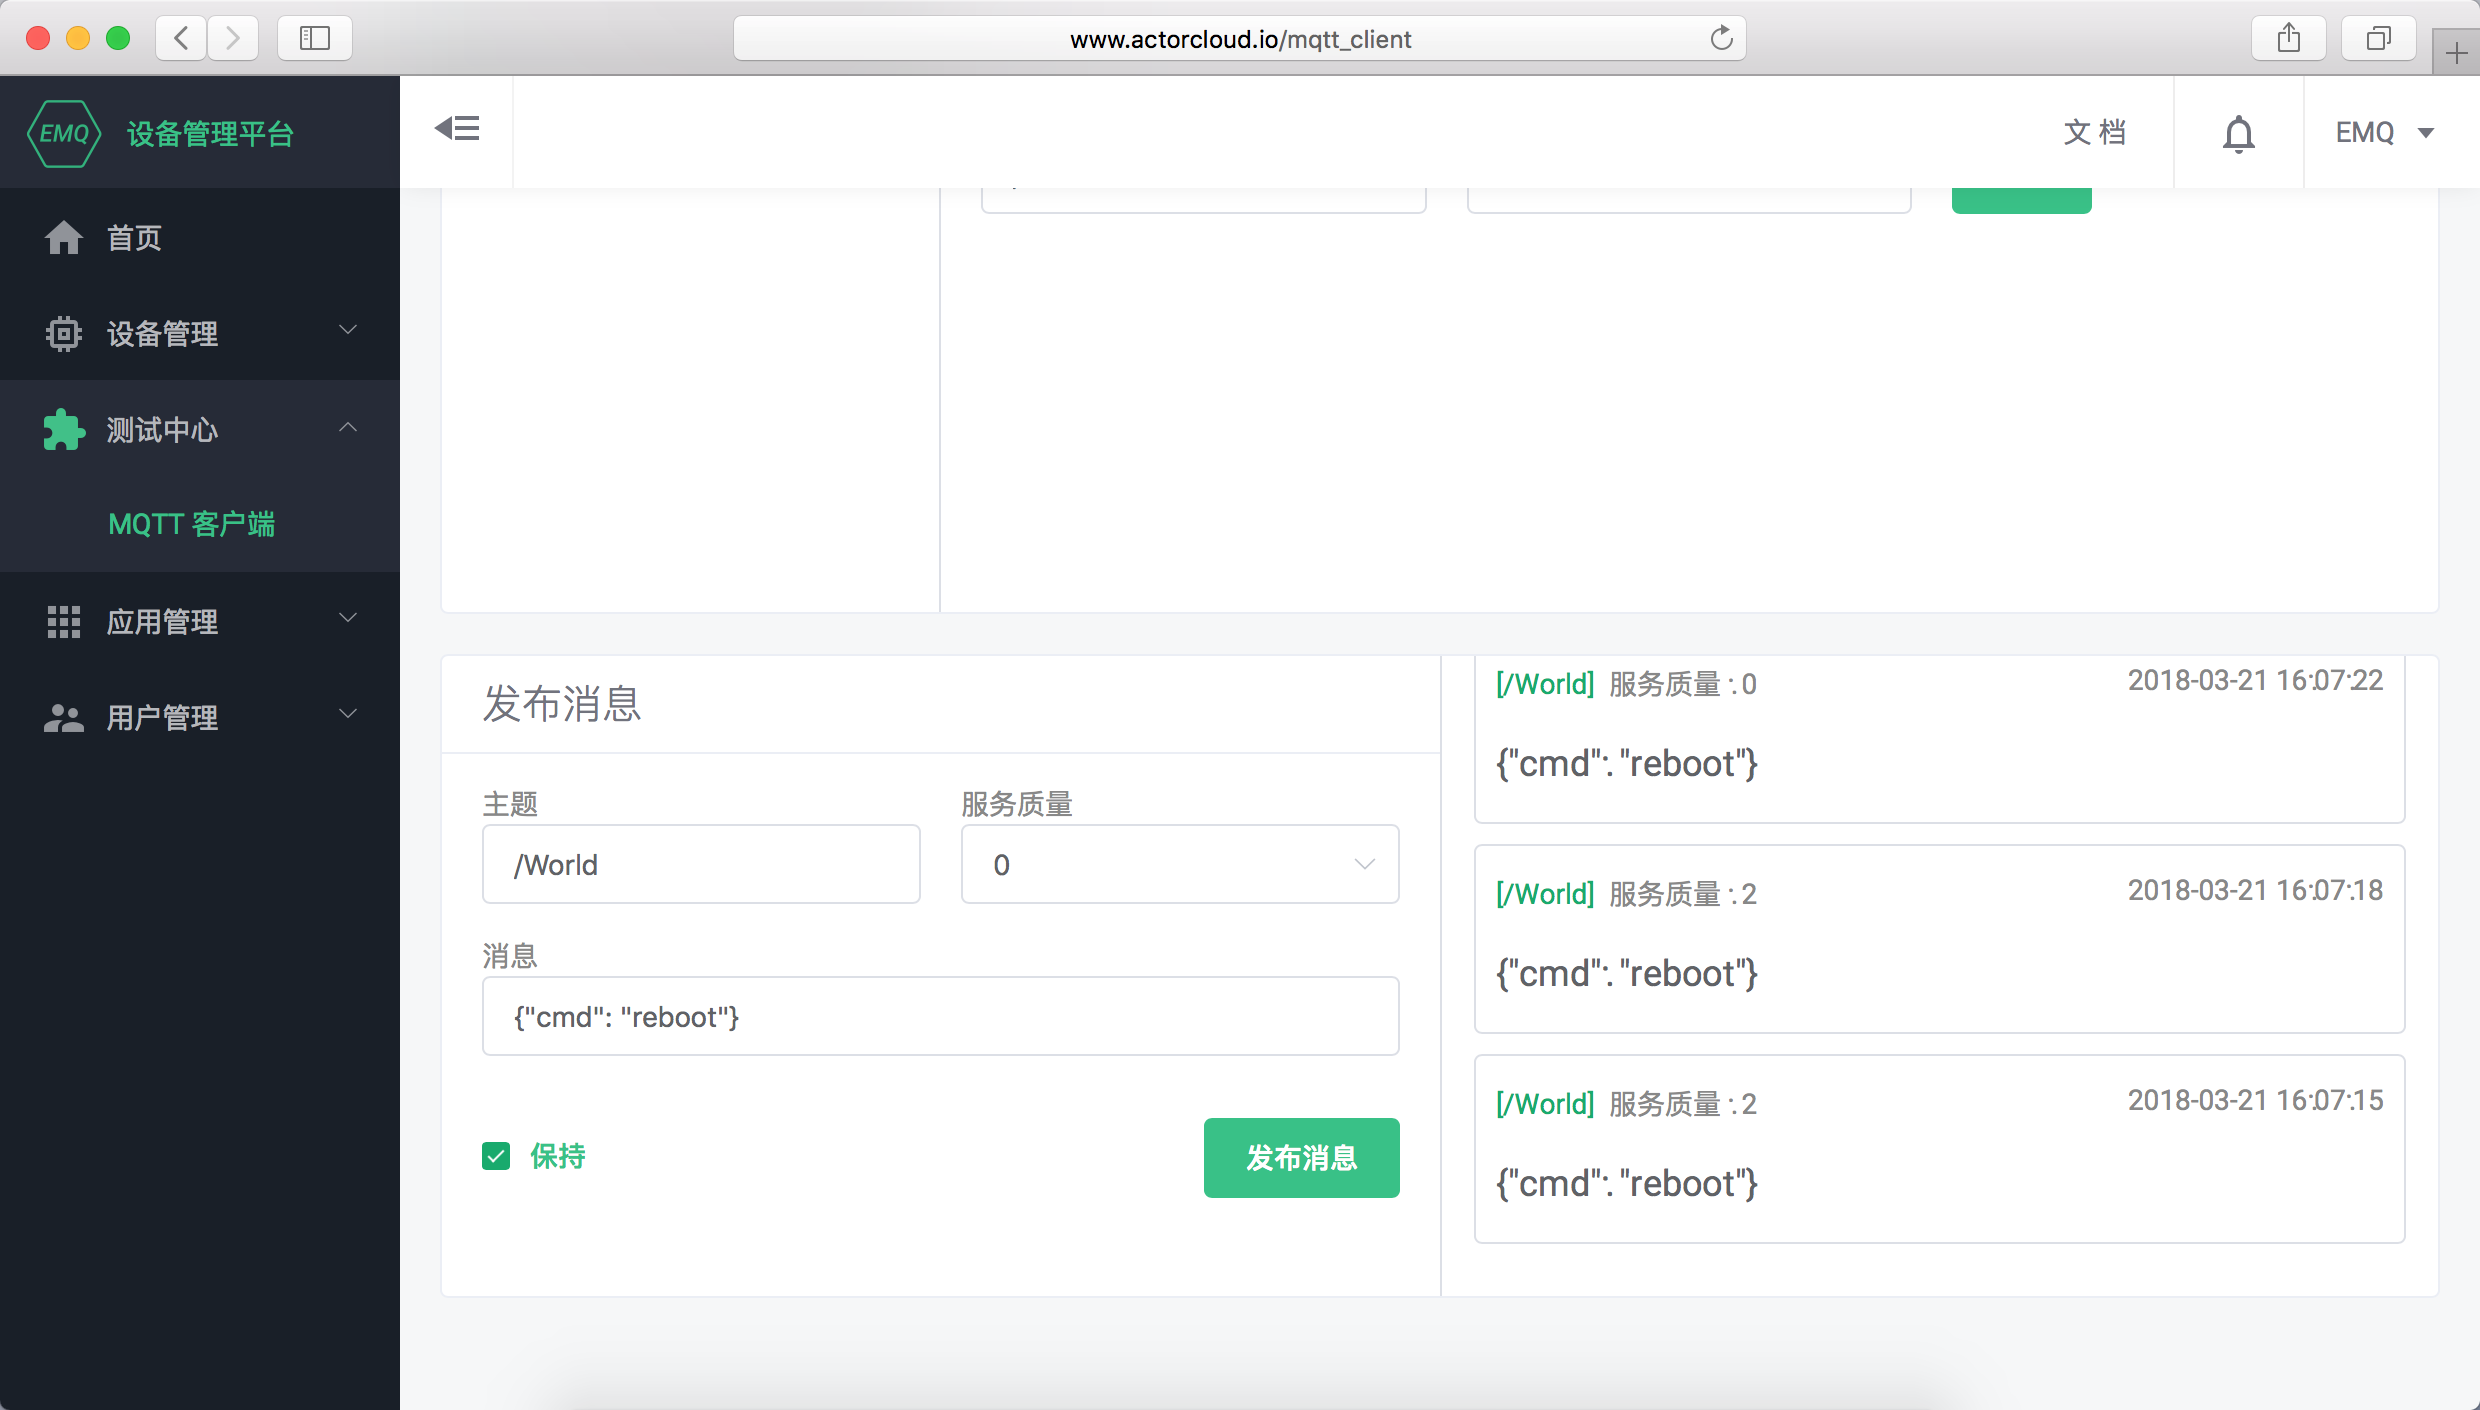 www.actorcloud.io/mqtt_client
EMQ 设备管理平台
文 档
EMQ
首页
设备管理
测试中心
MQTT 客户端
应用管理
用户管理
发布消息
主题
服务质量
/World
0
消息
{"cmd": "reboot"}
保持
发布消息
[/World] 服务质量 : 0 2018-03-21 16:07:22
{"cmd": "reboot"}
[/World] 服务质量 : 2 2018-03-21 16:07:18
{"cmd": "reboot"}
[/World] 服务质量 : 2 2018-03-21 16:07:15
{"cmd": "reboot"}